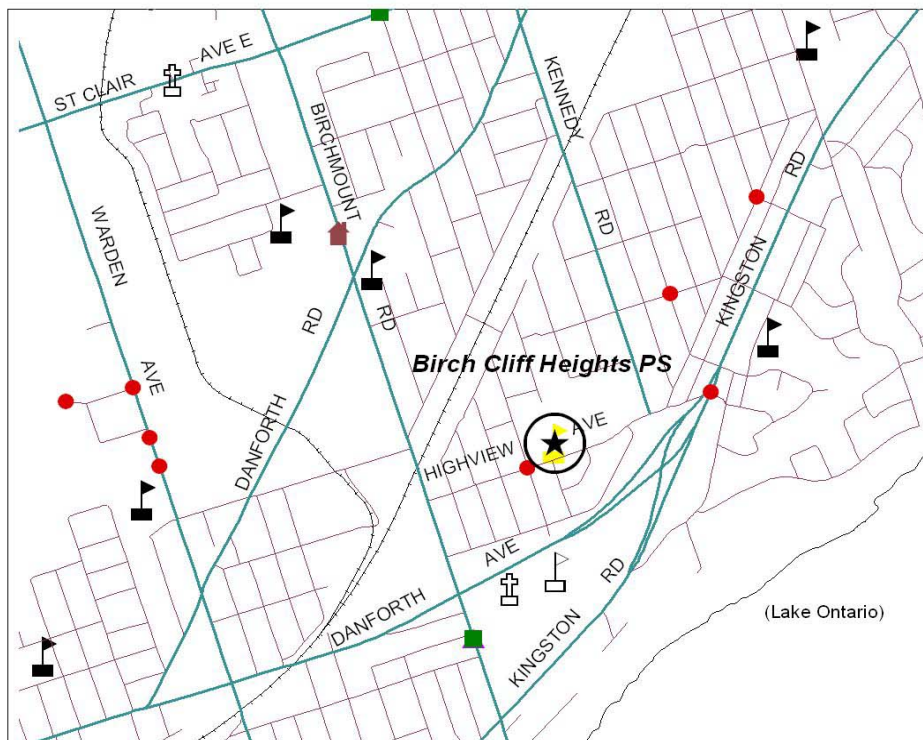 ST CLAIR AVE E
BIRCHMOUNT
RD
KENNEDY
RD
WARDEN
AVE
DANFORTH
RD
KINGSTON
RD
Birch Cliff Heights PS
HIGHVIEW AVE
DANFORTH AVE
KINGSTON RD
(Lake Ontario)